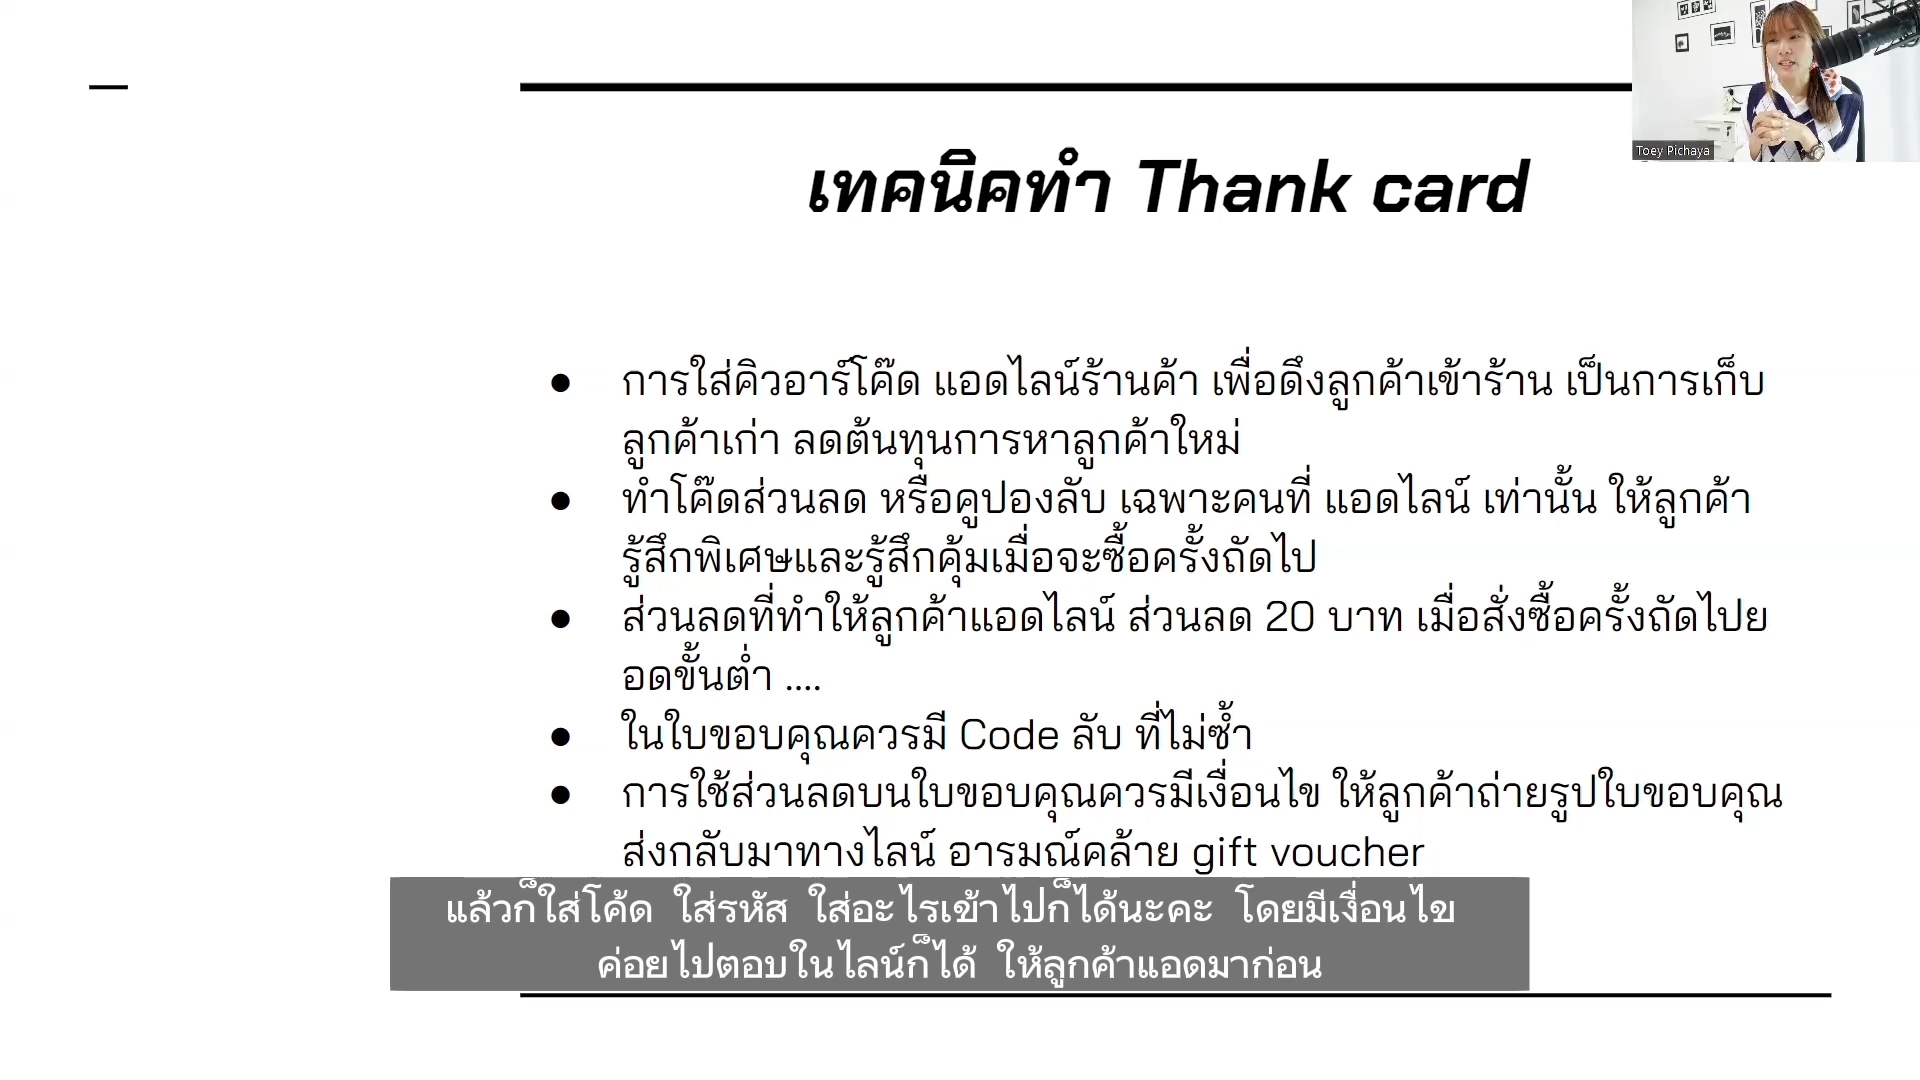 Toey Pichaya
เทคนิคทำ Thank card
● การใส่คิวอาร์โค๊ด แอดไลน์ร้านค้า เพื่อดึงลูกค้าเข้าร้าน เป็นการเก็บ
ลูกค้าเก่า ลดต้นทุนการหาลูกค้าใหม่
● ทำโค๊ดส่วนลด หรือคูปองลับ เฉพาะคนที่ แอดไลน์ เท่านั้น ให้ลูกค้า
รู้สึกพิเศษและรู้สึกคุ้มเมื่อจะซื้อครั้งถัดไป
● ส่วนลดที่ทำให้ลูกค้าแอดไลน์ ส่วนลด 20 บาท เมื่อสั่งซื้อครั้งถัดไปย
อดขั้นต่ำ ....
● ในใบขอบคุณควรมี Code ลับ ที่ไม่ซ้ำ
● การใช้ส่วนลดบนใบขอบคุณควรมีเงื่อนไข ให้ลูกค้าถ่ายรูปใบขอบคุณ
ส่งกลับมาทางไลน์ อารมณ์คล้าย gift voucher
แล้วก็ใส่โค้ด ใส่รหัส ใส่อะไรเข้าไปก็ได้นะคะ โดยมีเงื่อนไข
ค่อยไปตอบในไลน์ก็ได้ ให้ลูกค้าแอดมาก่อน